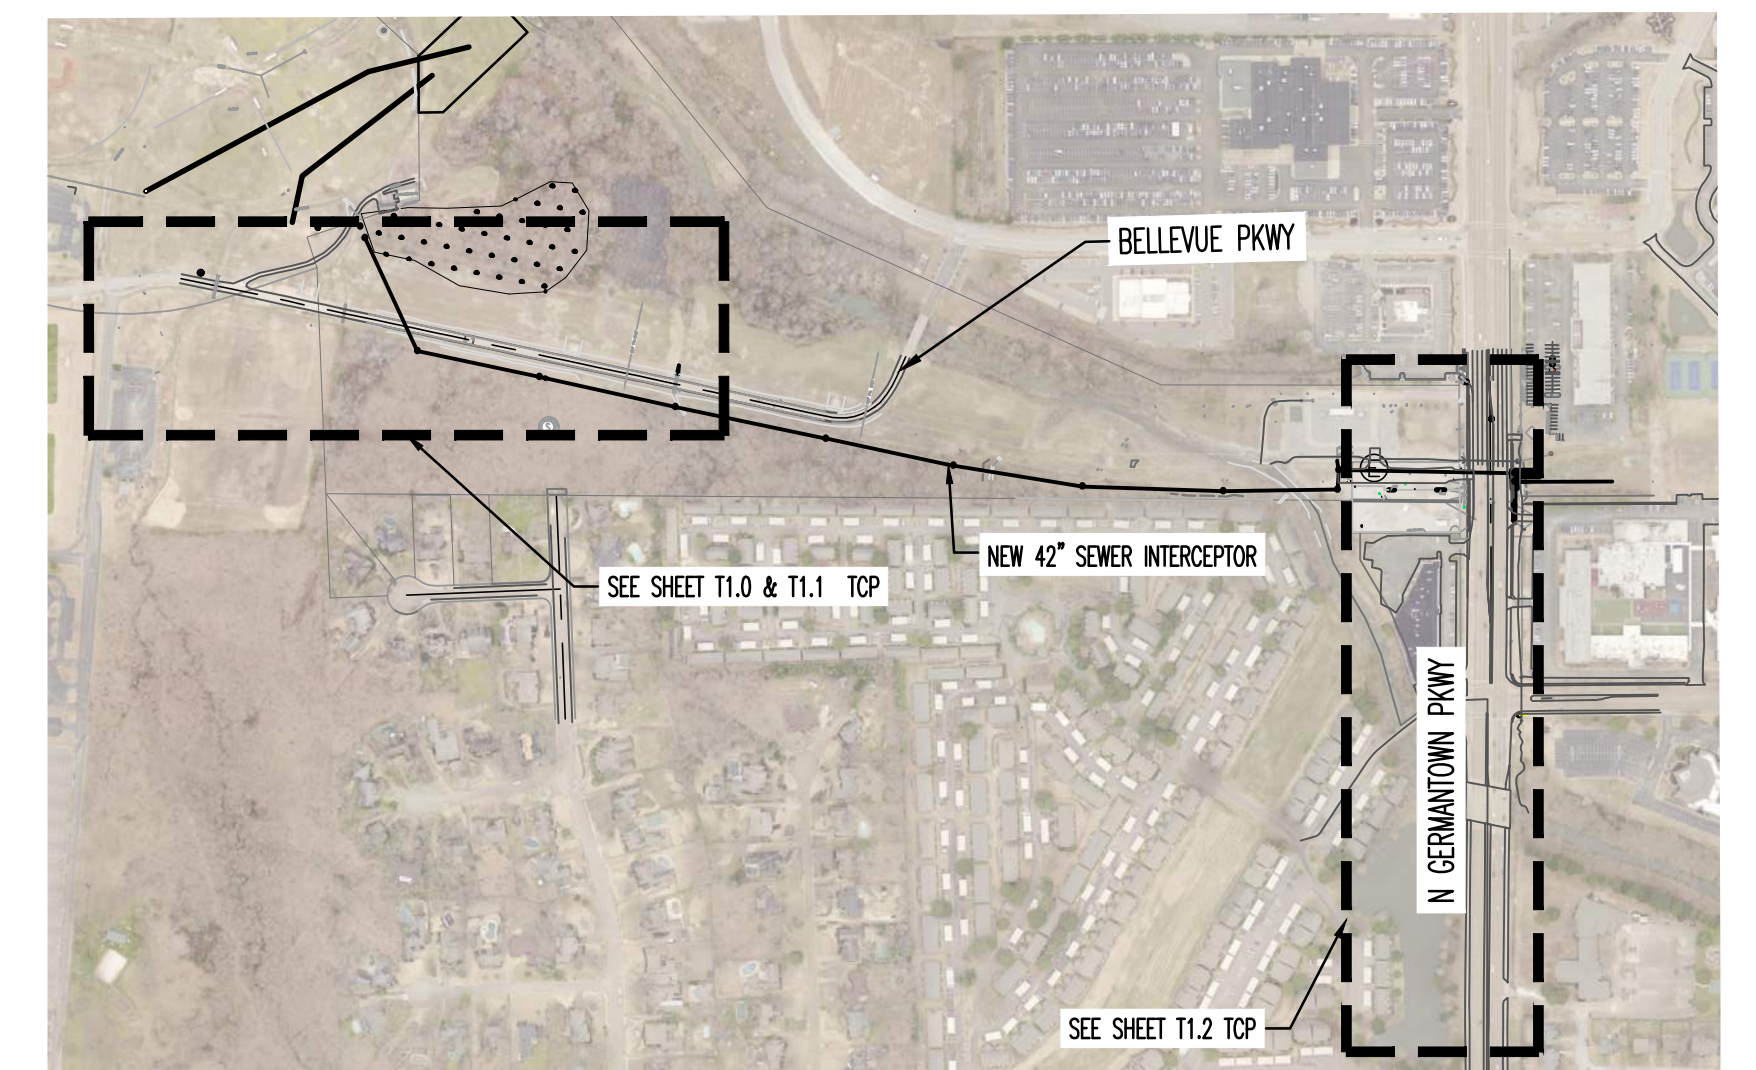 BELLEVUE PKWY
NEW 42" SEWER INTERCEPTOR
SEE SHEET T1.0 & T1.1 TCP
N GERMANTOWN PKWY
SEE SHEET T1.2 TCP